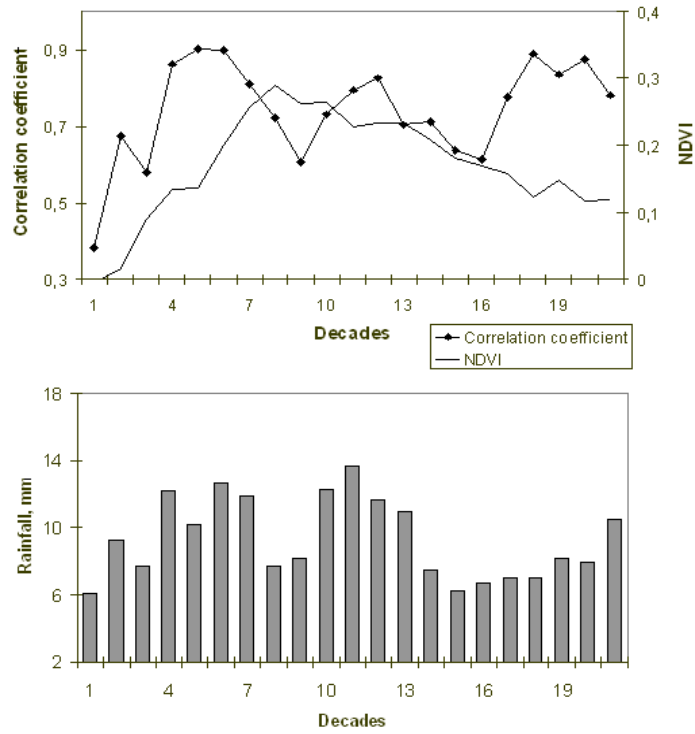 0,9
0,7
0,5
0,3
Correlation coefficient
0,4
0,3
0,2
0,1
0
NDVI
1 4 7 10 13 16 19
Decades
Correlation coefficient
NDVI
18
14
10
6
2
Rainfall, mm
1 4 7 10 13 16 19
Decades